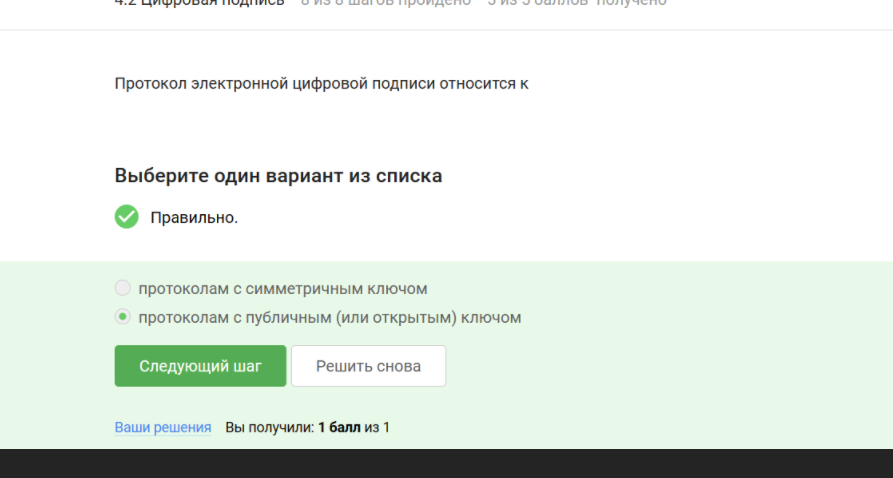 4.2 Цифровая подпись 8 из 8 шагов пройдено 5 из 5 баллов получено
Протокол электронной цифровой подписи относится к
Выберите один вариант из списка
Правильно.
протоколам с симметричным ключом
протоколам с публичным (или открытым) ключом
Следующий шаг Решить снова
Ваши решения Вы получили: 1 балл из 1